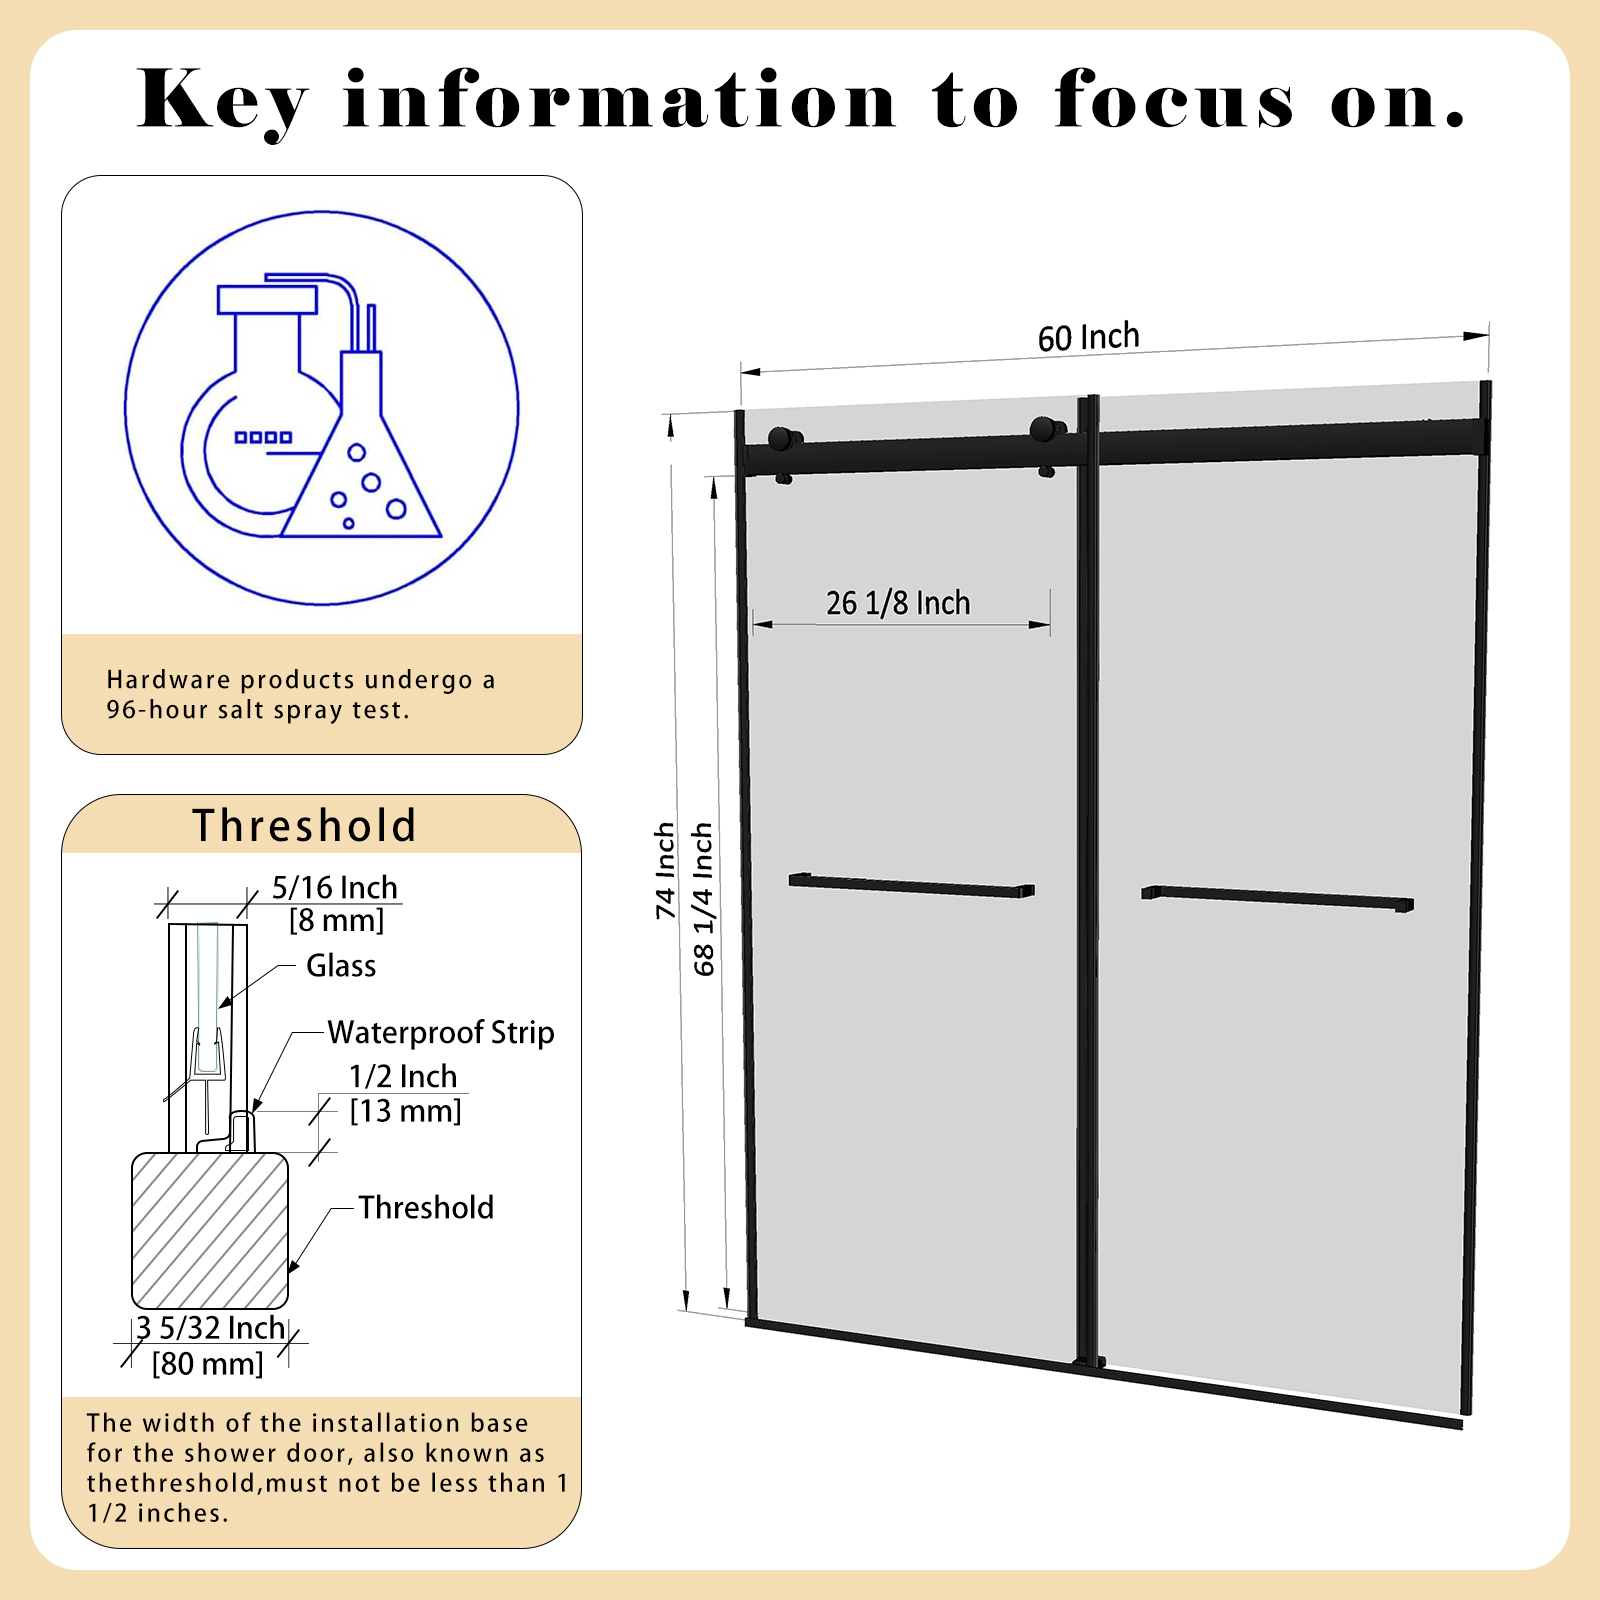 Key information to focus on.
Hardware products undergo a
96-hour salt spray test.
Threshold
5/16 Inch
[8 mm]
Glass
Waterproof Strip
1/2 Inch
[13 mm]
Threshold
3 5/32 Inch
[80 mm]
The width of the installation base
for the shower door, also known as
thethreshold,must not be less than 1
1/2 inches.
60 Inch
26 1/8 Inch
74 Inch
68 1/4 Inch